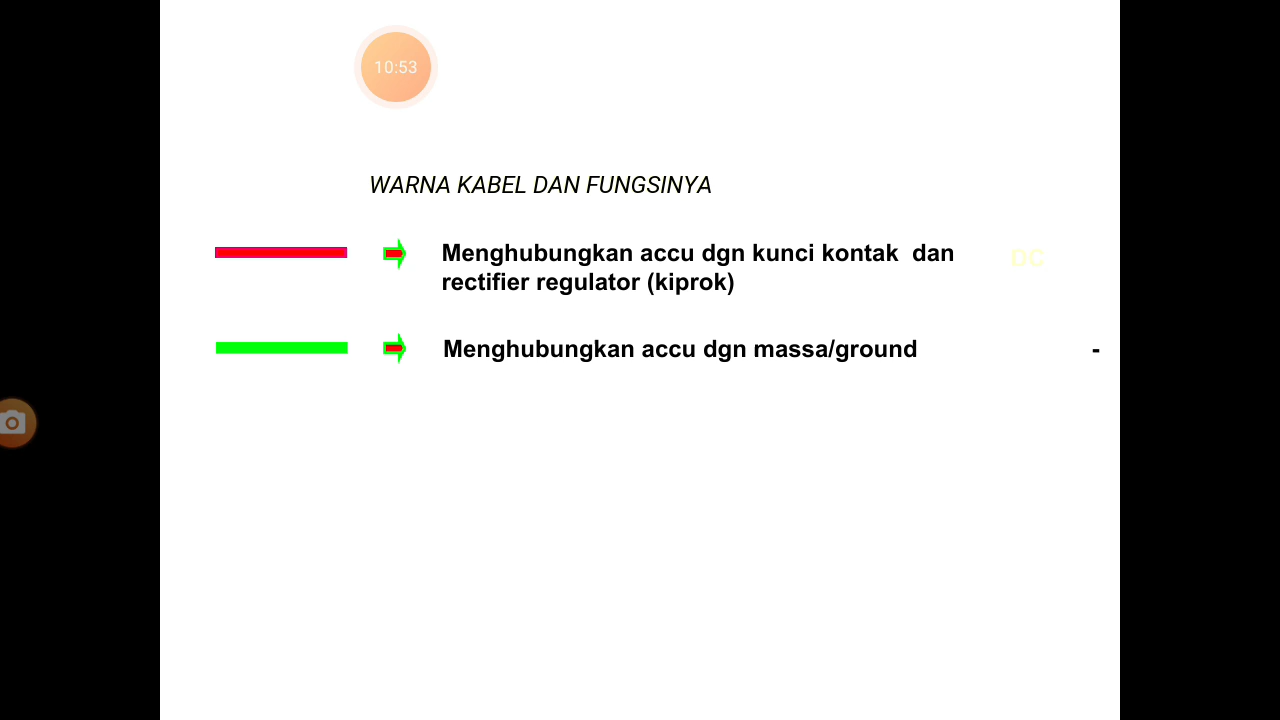 10:53
WARNA KABEL DAN FUNGSINYA
Menghubungkan accu dgn kunci kontak dan
DC
rectifier regulator (kiprok)
Menghubungkan accu dgn massa/ground
-